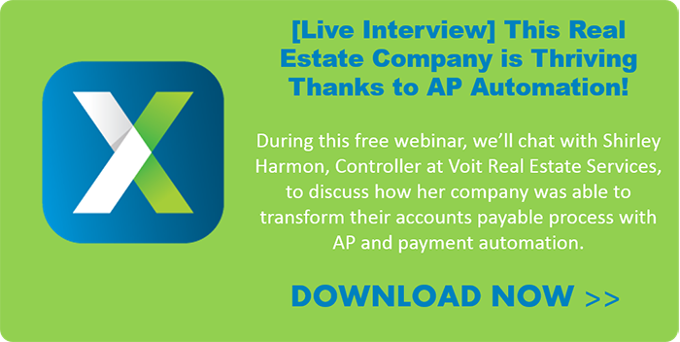 [Live Interview] This Real
Estate Company is Thriving
Thanks to AP Automation!
During this free webinar, we'll chat with Shirley
Harmon, Controller at Voit Real Estate Services,
to discuss how her company was able to
transform their accounts payable process with
AP and payment automation.
DOWNLOAD NOW >>
X